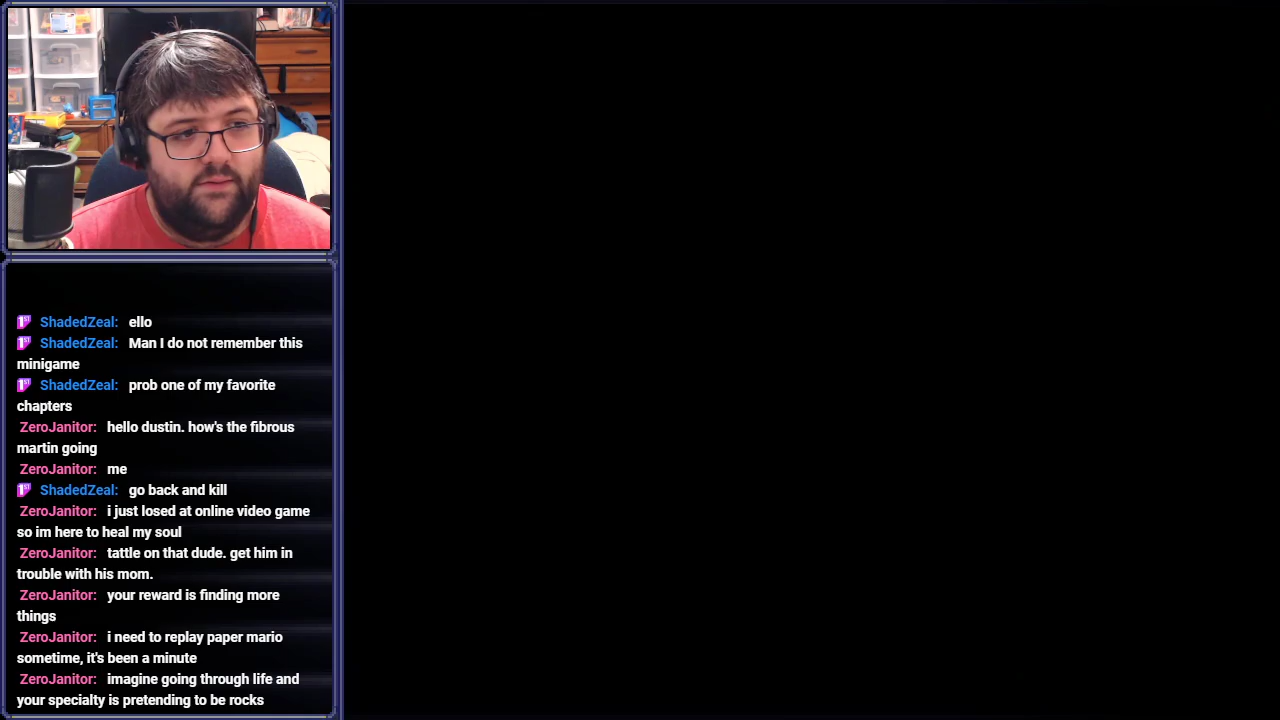 ShadedZeal: ello
ShadedZeal: Man I do not remember this
minigame
ShadedZeal: prob one of my favorite
chapters
ZeroJanitor: hello dustin. how's the fibrous
martin going
ZeroJanitor: me
ShadedZeal: go back and kill
ZeroJanitor: i just losed at online video game
so im here to heal my soul
ZeroJanitor: tattle on that dude. get him in
trouble with his mom.
ZeroJanitor: your reward is finding more
things
ZeroJanitor: i need to replay paper mario
sometime, it's been a minute
ZeroJanitor: imagine going through life and
your specialty is pretending to be rocks